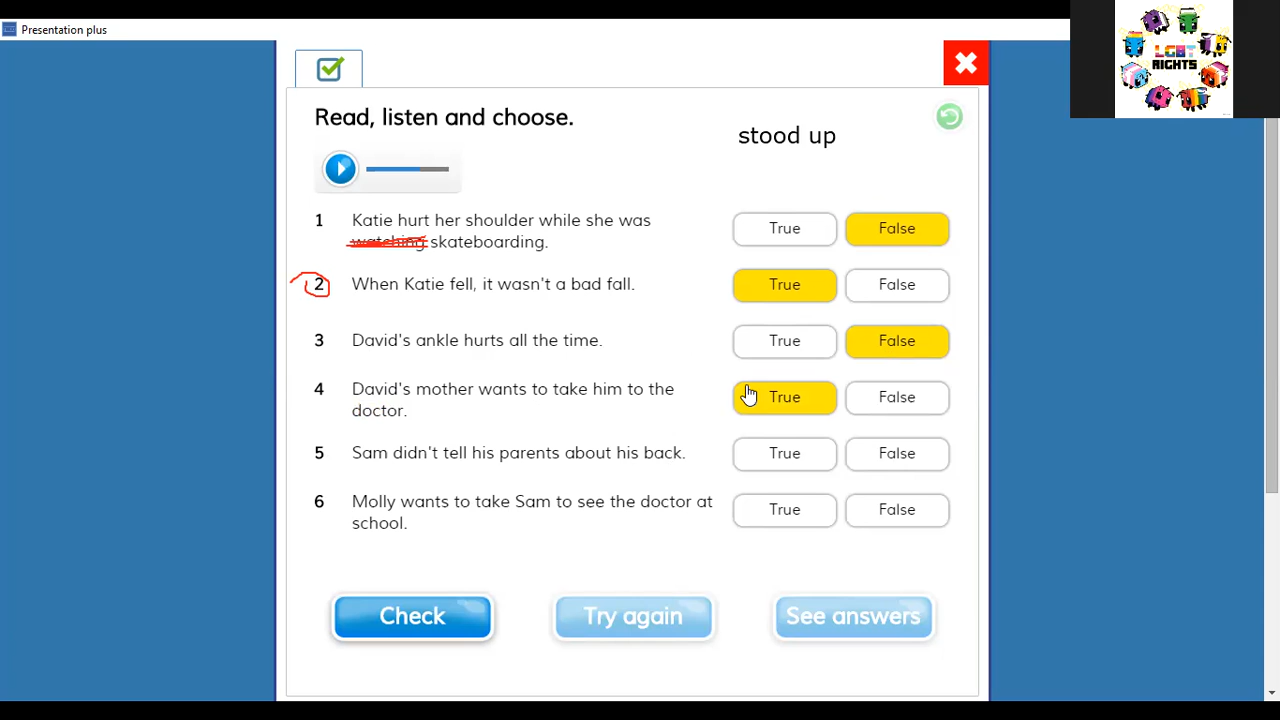 Presentation plus
LGBT
RIGHTS
Read, listen and choose.
stood up
1 Katie hurt her shoulder while she was
watching skateboarding.
True False
2 When Katie fell, it wasn't a bad fall.
True False
3 David's ankle hurts all the time.
True False
4 David's mother wants to take him to the
doctor.
True False
5 Sam didn't tell his parents about his back.
True False
6 Molly wants to take Sam to see the doctor at
school.
True False
Check Try again See answers